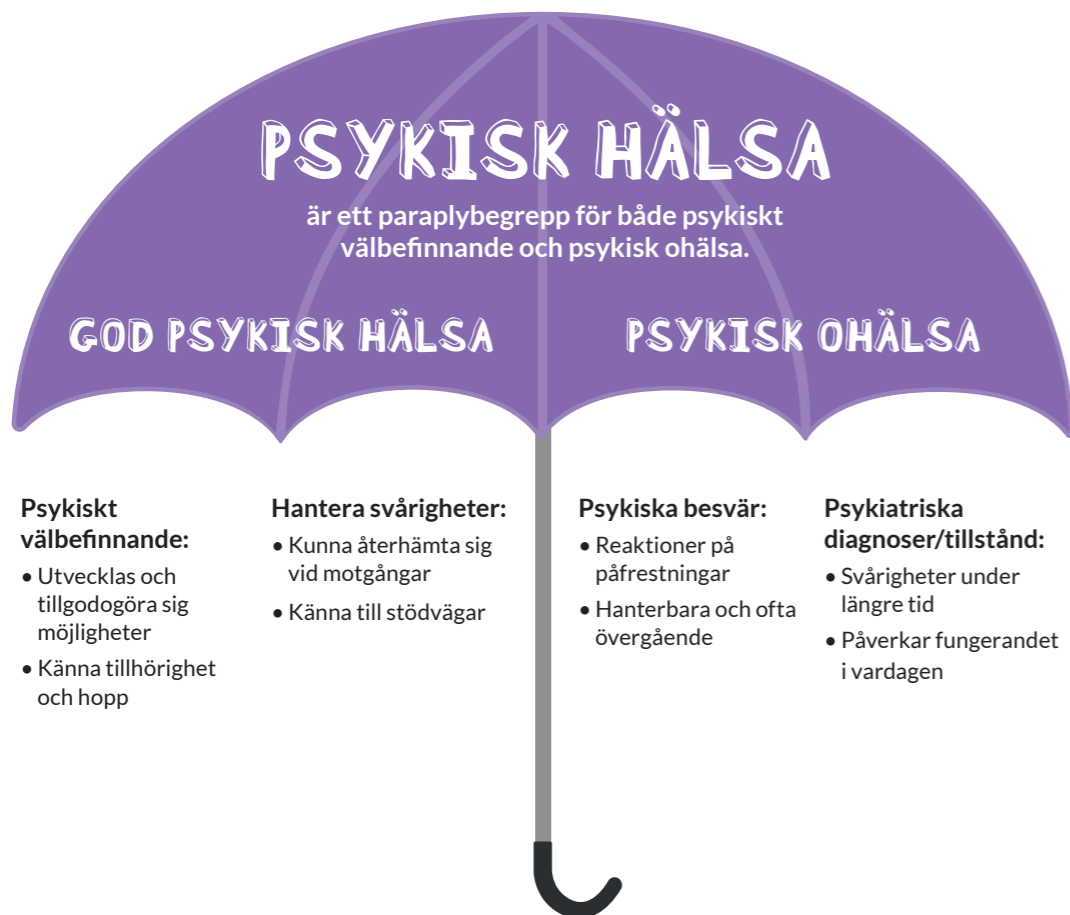 PSYKISK HÄLSA
är ett paraplybegrepp för både psykiskt
välbefinnande och psykisk ohälsa.
GOD PSYKISK HÄLSA
PSYKISK OHÄLSA
Psykiskt
välbefinnande:
• Utvecklas och
tillgodogöra sig
möjligheter
• Känna tillhörighet
och hopp
Hantera svårigheter:
• Kunna återhämta sig
vid motgångar
• Känna till stödvägar
Psykiska besvär:
• Reaktioner på
påfrestningar
• Hanterbara och ofta
övergående
Psykiatriska
diagnoser/tillstånd:
• Svårigheter under
längre tid
• Påverkar fungerandet
i vardagen